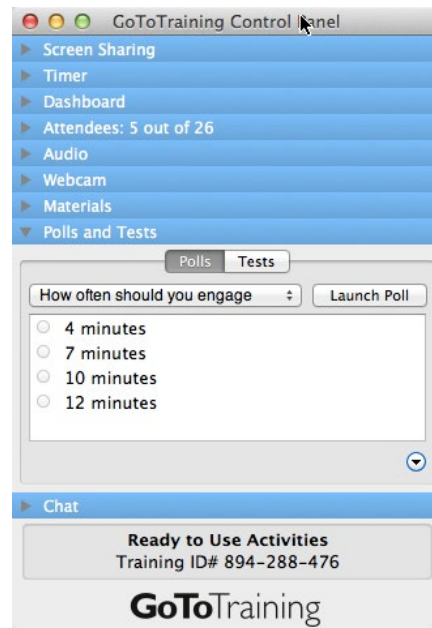 GoToTraining Control Panel
Screen Sharing
Timer
Dashboard
Attendees: 5 out of 26
Audio
Webcam
Materials
Polls and Tests
Polls Tests
How often should you engage Launch Poll
4 minutes
7 minutes
10 minutes
12 minutes
Chat
Ready to Use Activities
Training ID# 894-288-476
GoToTraining